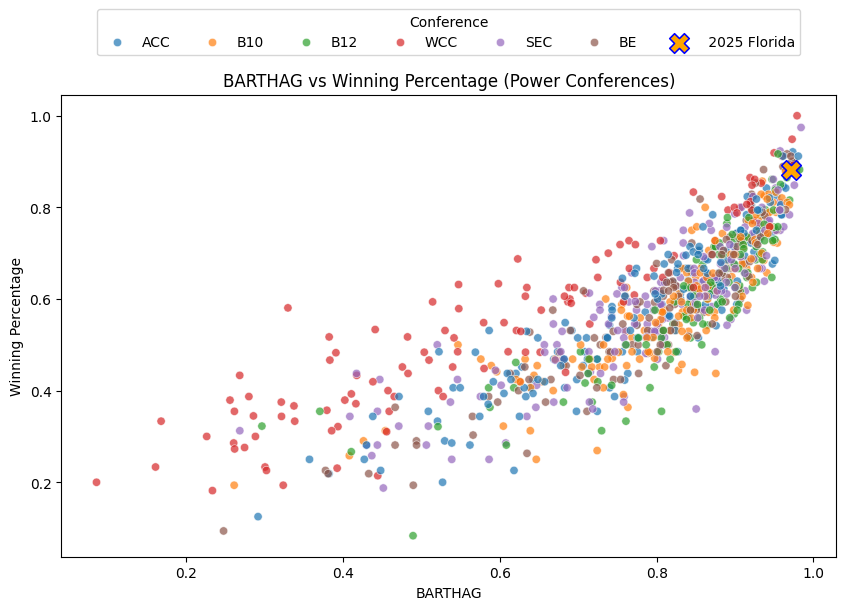 Conference
ACC B10 B12 WCC SEC BE 2025 Florida
BARTHAG vs Winning Percentage (Power Conferences)
1.0
0.8
0.6
0.4
0.2
Winning Percentage
0.2 0.4 0.6 0.8 1.0
BARTHAG